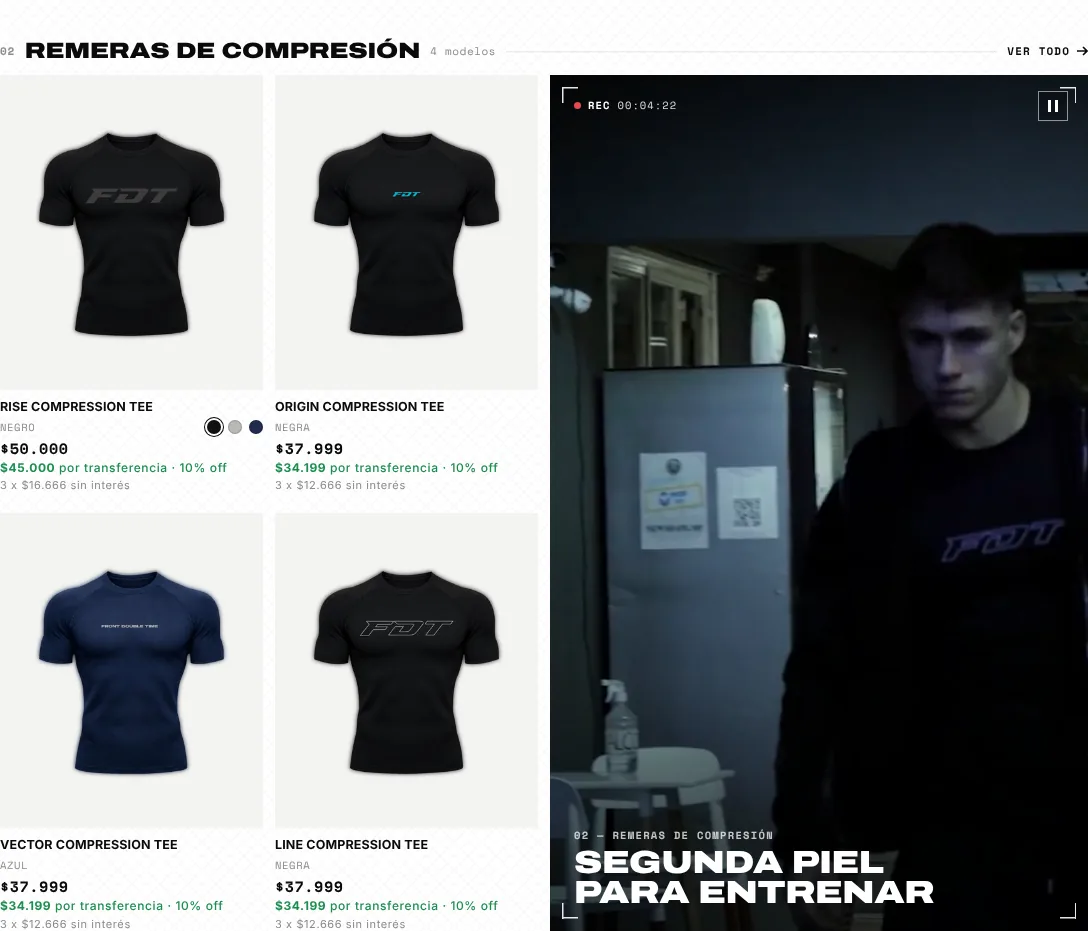 02 REMERAS DE COMPRESIÓN 4 modelos VER TODO →
FDT
FDT
RISE COMPRESSION TEE
NEGRO
$50.000
$45.000 por transferencia · 10% off
3 x $16.666 sin interés
ORIGIN COMPRESSION TEE
NEGRA
$37.999
$34.199 por transferencia · 10% off
3 x $12.666 sin interés
FRONT DOUBLE TIME
FDT
VECTOR COMPRESSION TEE
AZUL
$37.999
$34.199 por transferencia · 10% off
3 x $12.666 sin interés
LINE COMPRESSION TEE
NEGRA
$37.999
$34.199 por transferencia · 10% off
3 x $12.666 sin interés
REC 00:04:22
FDT
02 — REMERAS DE COMPRESIÓN
SEGUNDA PIEL
PARA ENTRENAR